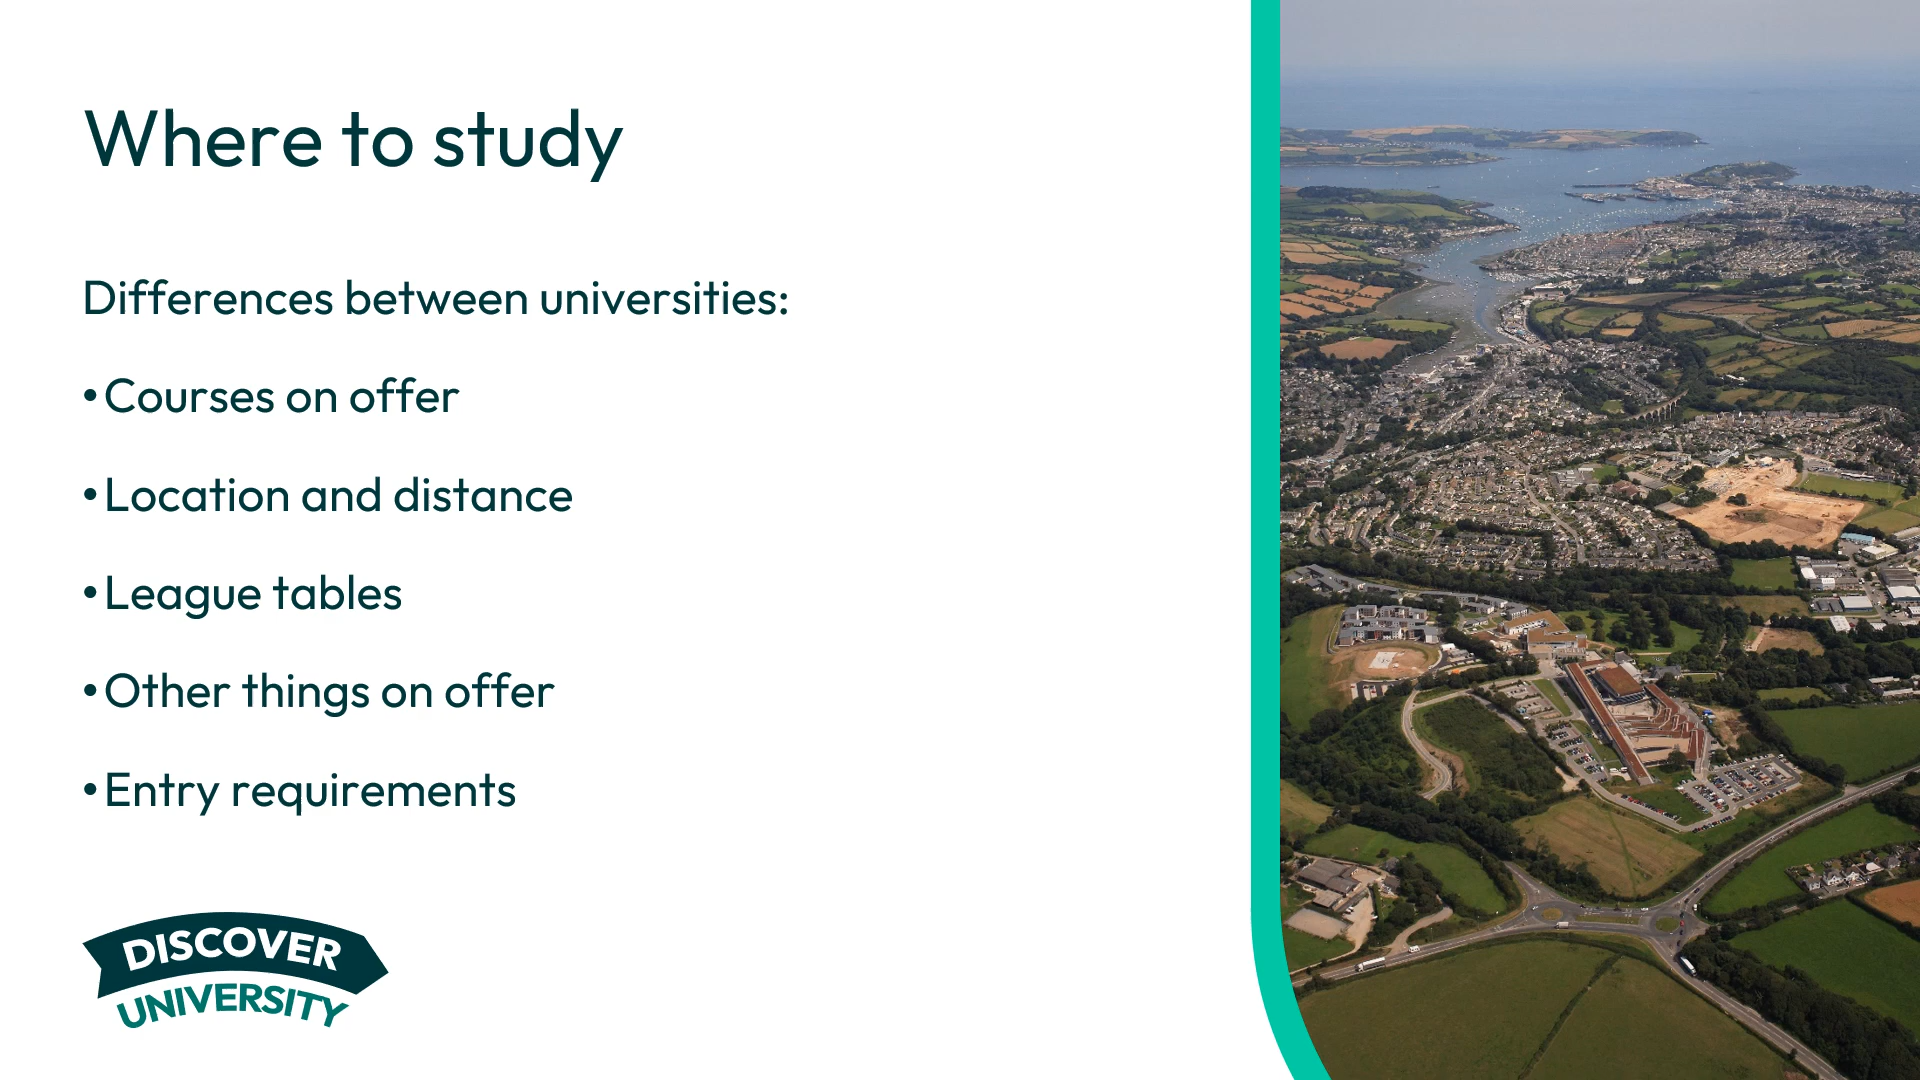 Where to study
Differences between universities:
•Courses on offer
•Location and distance
•League tables
•Other things on offer
•Entry requirements
DISCOVER
UNIVERSITY